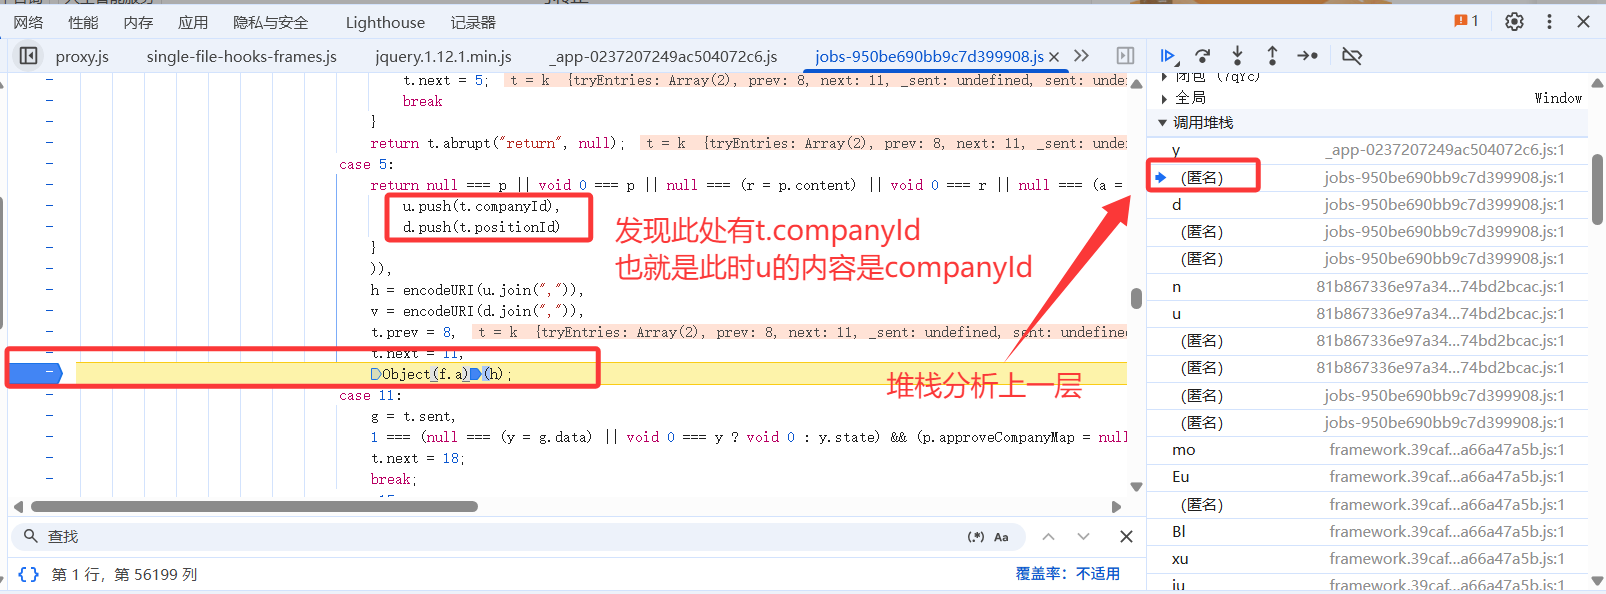 网络 性能 内存 应用 隐私与安全 Lighthouse 记录器 1
proxy.js single-file-hooks-frames.js jquery.1.12.1.min.js _app-0237207249ac504072c6.js jobs-950be690bb9c7d399908.js
t.next = 5; t = k {tryEntries: Array(2), prev: 8, next: 11, _sent: undefined, sent: unde
break
}
return t.abrupt("return", null); t = k {tryEntries: Array(2), prev: 8, next: 11,
case 5:
return null === p || void 0 === p || null === (r = p.content) || void 0 === r || null === (a =
u.push(t.companyId),
d.push(t.positionId)
}
)),
h = encodeURI(u.join(",")),
v = encodeURI(d.join(",")),
t.prev = 8, t = k {tryEntries: Array(2), prev: 8, next: 11, _sent: undefined, sent: undefine
t.next = 11,
Object(f.a)(h);
case 11:
g = t.sent,
1 === (null === (y = g.data) || void 0 === y ? void 0 : y.state) && (p.approveCompanyMap = null
t.next = 18;
break;
发现此处有t.companyId
也就是此时u的内容是companyId
堆栈分析上一层
查找 (.*) Aa
{} 第 1 行，第 56199 列 覆盖率：不适用
闭包 (7qYc)
全局 Window
调用堆栈
y _app-0237207249ac504072c6.js:1
(匿名) jobs-950be690bb9c7d399908.js:1
d jobs-950be690bb9c7d399908.js:1
(匿名) jobs-950be690bb9c7d399908.js:1
(匿名) jobs-950be690bb9c7d399908.js:1
n 81b867336e97a34...74bd2bcac.js:1
u 81b867336e97a34...74bd2bcac.js:1
(匿名) 81b867336e97a34...74bd2bcac.js:1
(匿名) 81b867336e97a34...74bd2bcac.js:1
(匿名) jobs-950be690bb9c7d399908.js:1
(匿名) jobs-950be690bb9c7d399908.js:1
mo framework.39caf...a66a47a5b.js:1
Eu framework.39caf...a66a47a5b.js:1
(匿名) framework.39caf...a66a47a5b.js:1
Bl framework.39caf...a66a47a5b.js:1
xu framework.39caf...a66a47a5b.js:1
iu framework.39caf...a66a47a5b.js:1